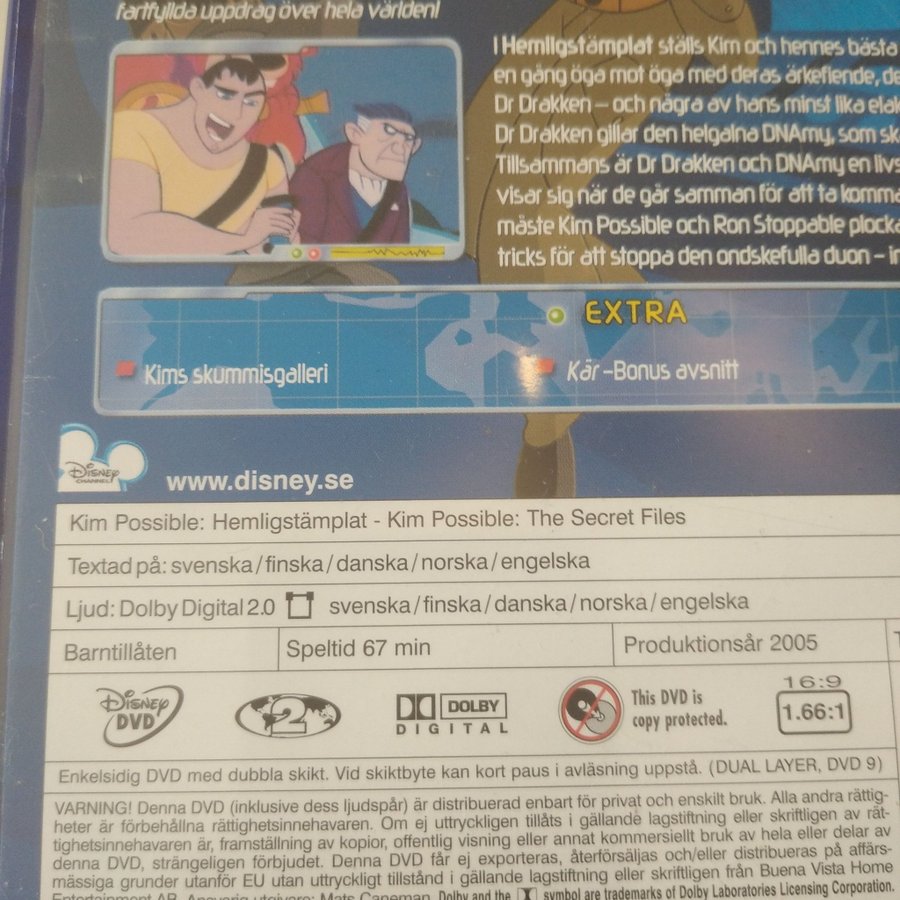 fartfyllda uppdrag över hela världen!
I Hemligstämplat ställs Kim och hennes bästa
en gång öga mot öga med deras ärkefiende, de
Dr Drakken – och några av hans minst lika elak
Dr Drakken gillar den helgalna DNAmy, som sk
Tillsammans är Dr Drakken och DNAmy en livs
visar sig när de går samman för att ta komma
måste Kim Possible och Ron Stoppable plocka
tricks för att stoppa den ondskefulla duon – in
EXTRA
Kims skummisgalleri
Kär –Bonus avsnitt
Disney
CHANNEL
www.disney.se
Kim Possible: Hemligstämplat - Kim Possible: The Secret Files
Textad på: svenska/finska/danska/norska/engelska
Ljud: Dolby Digital 2.0 svenska/finska/danska/norska/engelska
Barntillåten
Speltid 67 min
Produktionsår 2005
Disney
DVD
2
DOLBY
DIGITAL
This DVD is
copy protected.
16:9
1.66:1
Enkelsidig DVD med dubbla skikt. Vid skiktbyte kan kort paus i avläsning uppstå. (DUAL LAYER, DVD 9)
VARNING! Denna DVD (inklusive dess ljudspår) är distribuerad enbart för privat och enskilt bruk. Alla andra rättig-
heter är förbehållna rättighetsinnehavaren. Om ej uttryckligen tillåts i gällande lagstiftning eller skriftligen av rät-
tighetsinnehavaren är, framställning av kopior, offentlig visning eller annat kommersiellt bruk av hela eller delar av
denna DVD, strängeligen förbjudet. Denna DVD får ej exporteras, återförsäljas och/eller distribueras på affärs-
mässiga grunder utanför EU utan uttryckligt tillstånd i gällande lagstiftning eller skriftligen från Buena Vista Home
Entertainment AB. Ansvarig utgivare: Mats Caneman. Dolby and the symbol are trademarks of Dolby Laboratories Licensing Corporation.